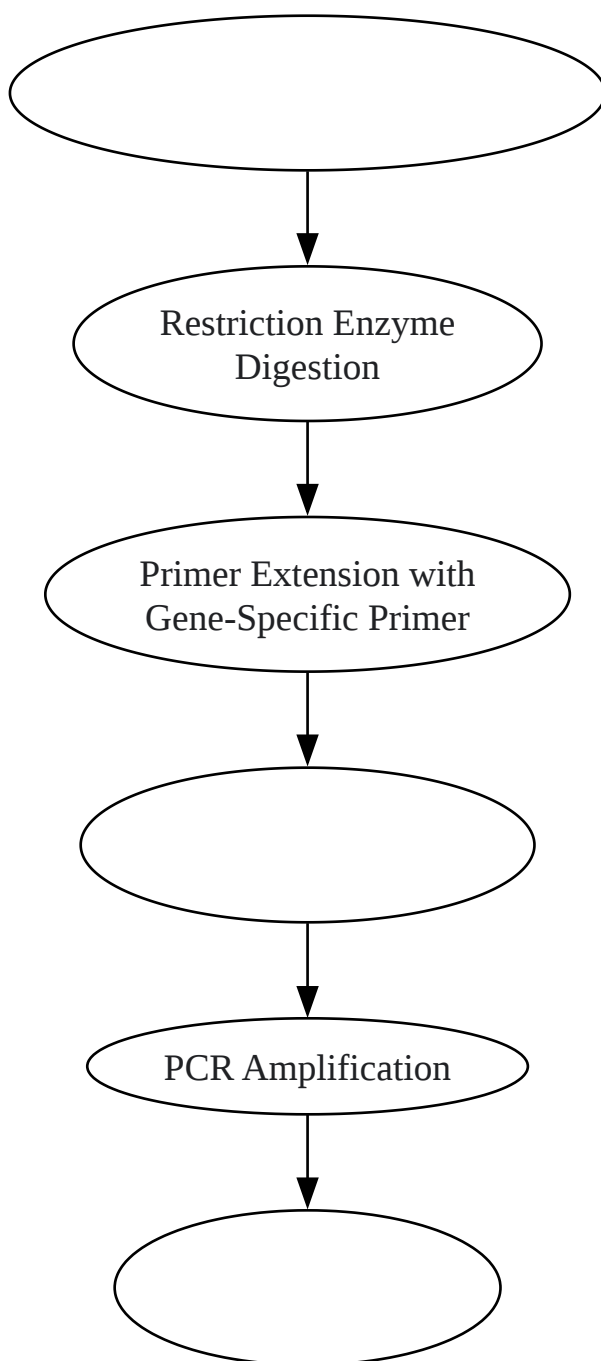 Restriction Enzyme
Digestion
Primer Extension with
Gene-Specific Primer
PCR Amplification